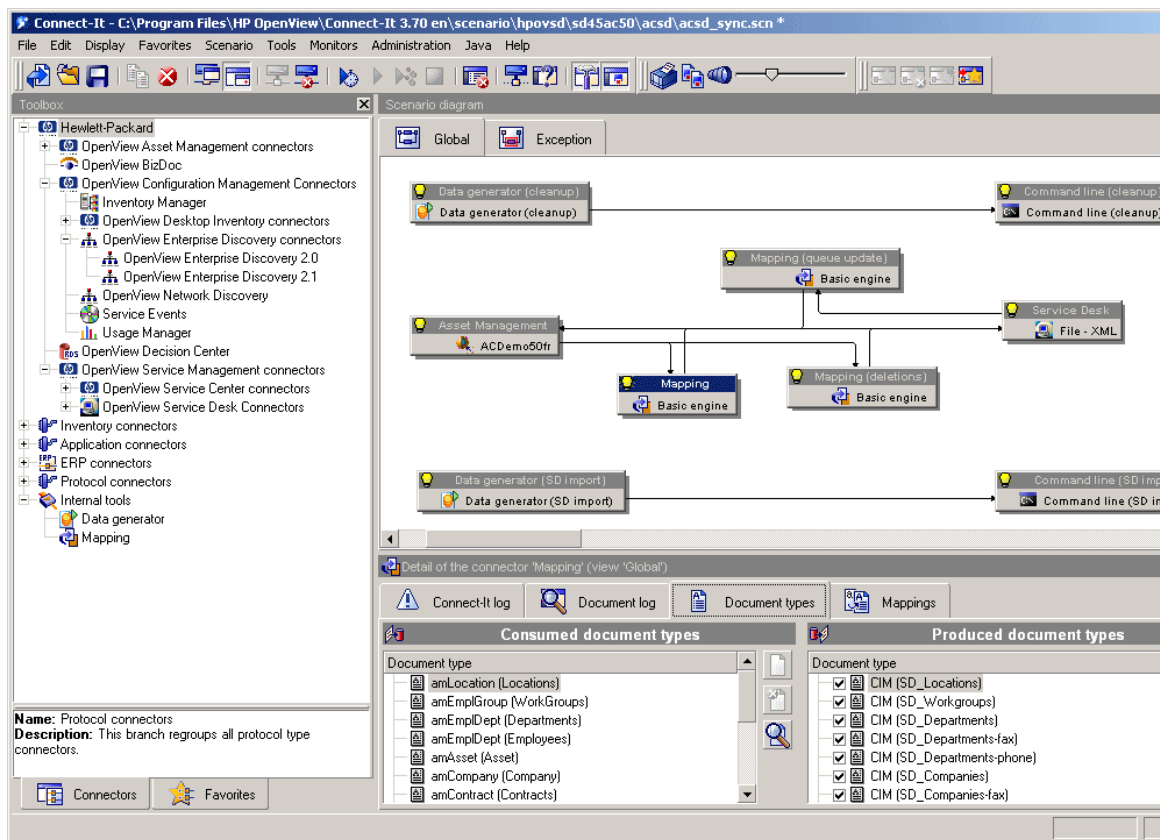 Connect-It - C:\Program Files\HP OpenView\Connect-It 3.70 en\scenario\hpovsd\sd45ac50\acsd\acsd_sync.scn *
File Edit Display Favorites Scenario Tools Monitors Administration Java Help
Toolbox
Scenario diagram
Hewlett-Packard
OpenView Asset Management connectors
OpenView BizDoc
OpenView Configuration Management Connectors
Inventory Manager
OpenView Desktop Inventory connectors
OpenView Enterprise Discovery connectors
OpenView Enterprise Discovery 2.0
OpenView Enterprise Discovery 2.1
OpenView Network Discovery
Service Events
Usage Manager
RDS OpenView Decision Center
OpenView Service Management connectors
OpenView Service Center connectors
OpenView Service Desk Connectors
Inventory connectors
Application connectors
ERP ERP connectors
Protocol connectors
Internal tools
Data generator
Mapping
Name: Protocol connectors
Description: This branch regroups all protocol type
connectors.
Connectors Favorites
Global Exception
Data generator (cleanup)
Data generator (cleanup)
Command line (cleanup)
Command line (cleanup)
Mapping (queue update)
Basic engine
Asset Management
ACDemo50fr
Service Desk
File - XML
Mapping
Basic engine
Mapping (deletions)
Basic engine
Data generator (SD import)
Data generator (SD import)
Command line (SD imp
Command line (SD in
Detail of the connector 'Mapping' (view 'Global')
Connect-It log Document log Document types Mappings
Consumed document types
Document type
amLocation (Locations)
amEmplGroup (WorkGroups)
amEmplDept (Departments)
amEmplDept (Employees)
amAsset (Asset)
amCompany (Company)
amContract (Contracts)
Produced document types
Document type
CIM (SD_Locations)
CIM (SD_Workgroups)
CIM (SD_Departments)
CIM (SD_Departments-fax)
CIM (SD_Departments-phone)
CIM (SD_Companies)
CIM (SD_Companies-fax)